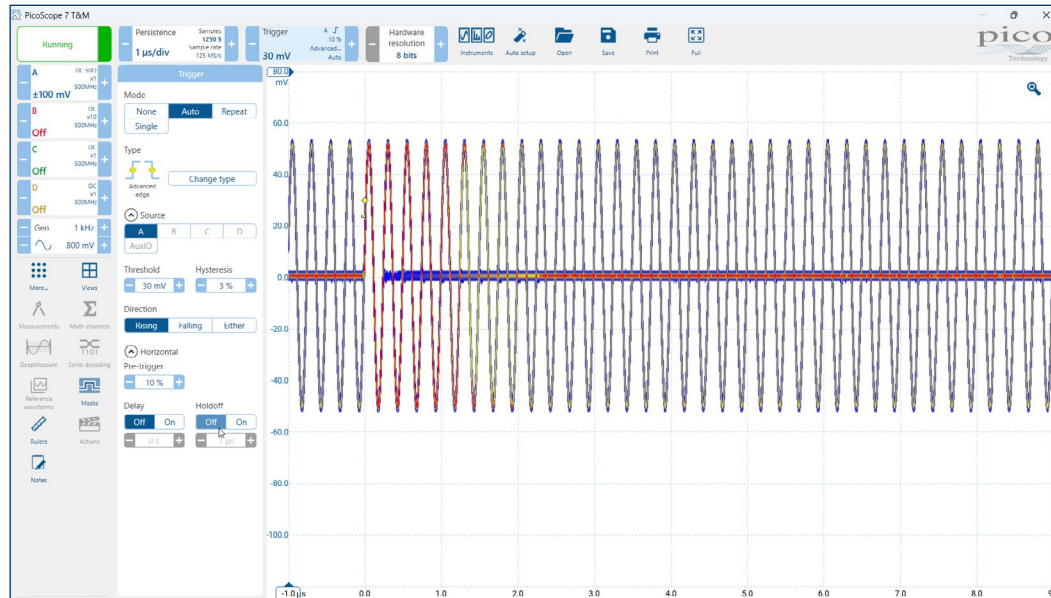 PicoScope 7 T&M
Running
Persistence
1 µs/div
Samples
1250 S
Sample rate
125 MS/s
Trigger
30 mV
A
10 %
Advanced...
Auto
Hardware
resolution
8 bits
Instruments
Auto setup
Open
Save
Print
Full
pico
Technology
A
DC 50Ω
x1
500MHz
±100 mV
B
x10
500MHz
Off
C
x1
500MHz
Off
D
DC
x1
500MHz
Off
Gen
1 kHz
800 mV
More...
Views
Measurements
Math channels
DeepMeasure
1101
Serial decoding
Reference
waveforms
Masks
Rulers
Actions
Notes
Trigger
Mode
None
Auto
Repeat
Single
Type
Advanced
edge
Change type
Source
A
B
C
D
AuxIO
Threshold
Hysteresis
30 mV
3 %
Direction
Rising
Falling
Either
Horizontal
Pre-trigger
10 %
Delay
Holdoff
Off
On
Off
On
0 s
1 µs
80.0
mV
60.0
40.0
20.0
0.0
-20.0
-40.0
-60.0
-80.0
-100.0
-1.0 µs
0.0
1.0
2.0
3.0
4.0
5.0
6.0
7.0
8.0